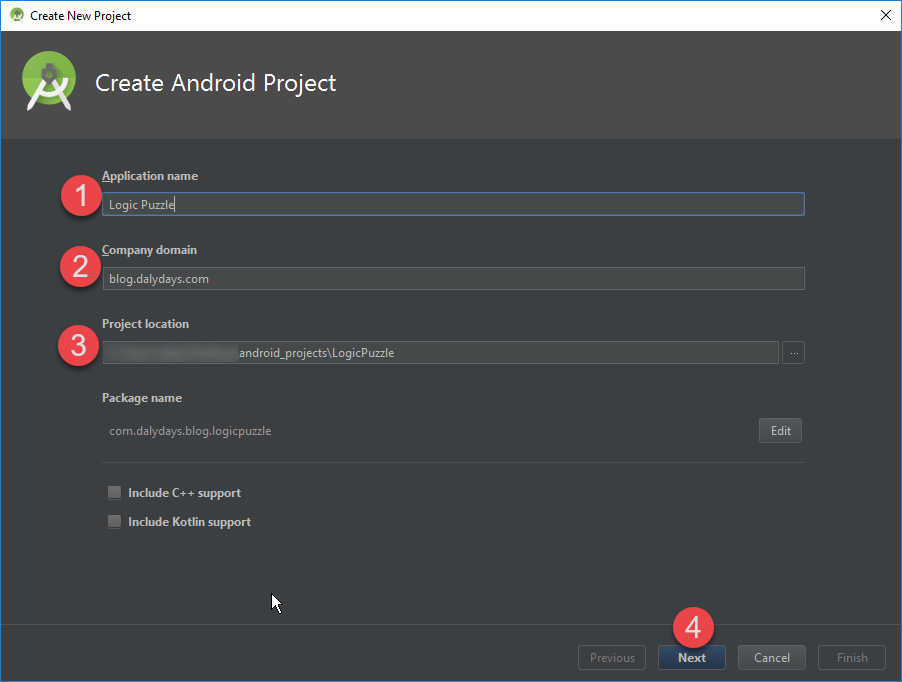 Create New Project
Create Android Project
Application name
1
Logic Puzzle
Company domain
2
blog.dalydays.com
Project location
3
android_projects\LogicPuzzle
...
Package name
com.dalydays.blog.logicpuzzle
Edit
Include C++ support
Include Kotlin support
4
Previous
Next
Cancel
Finish